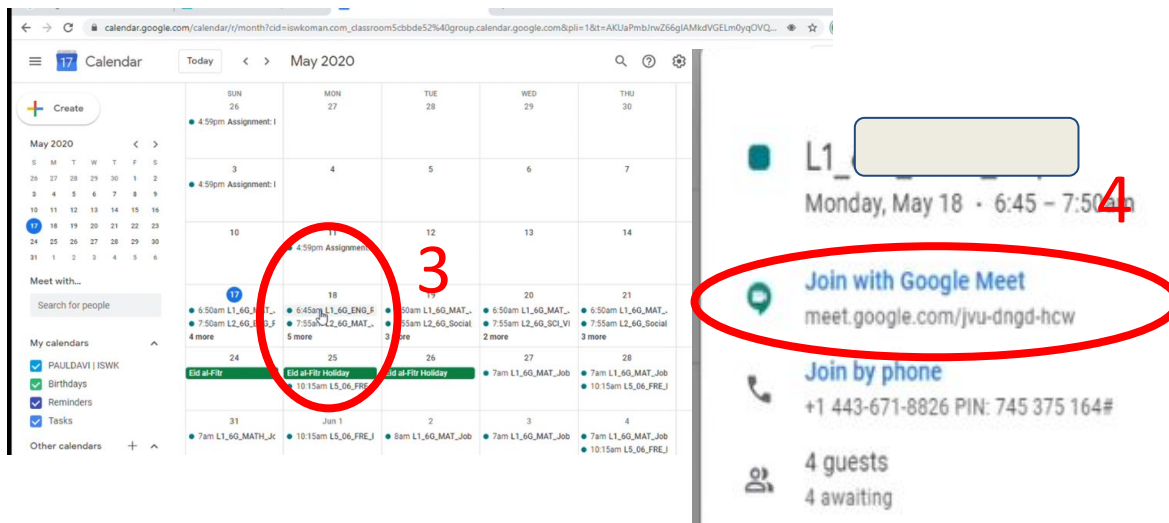 calendar.google.com/calendar/r/month?cid=iswkoman.com_classroom5cbbde52%40group.calendar.google.com&pli=1&t=AKUaPmbJrwZ66gIAMkdVGELm0yqOVQ...
17 Calendar Today < > May 2020
Create
May 2020 < >
S M T W T F S
26 27 28 29 30 1 2
3 4 5 6 7 8 9
10 11 12 13 14 15 16
17 18 19 20 21 22 23
24 25 26 27 28 29 30
31 1 2 3 4 5 6
Meet with...
Search for people
My calendars
PAULDAVI | ISWK
Birthdays
Reminders
Tasks
Other calendars +
SUN MON TUE WED THU
26 27 28 29 30
4:59pm Assignment: I
3 4 5 6 7
4:59pm Assignment: I
10 11 12 13 14
4:59pm Assignment
17 18 19 20 21
6:50am L1_6G_MAT_. 6:45am L1_6G_ENG_F :50am L1_6G_MAT_. 6:50am L1_6G_MAT_. 6:50am L1_6G_MAT_.
7:50am L2_6G_ENG_F 7:55am L2_6G_MAT_. :55am L2_6G_Social 7:55am L2_6G_SCI_VI 7:55am L2_6G_Social
4 more 5 more 3 more 2 more 3 more
24 25 26 27 28
Eid al-Fitr Eid al-Fitr Holiday Eid al-Fitr Holiday 7am L1_6G_MAT_Job 7am L1_6G_MAT_Job
10:15am L5_06_FRE_I 10:15am L5_06_FRE_I
31 Jun 1 2 3 4
7am L1_6G_MATH_Jc 10:15am L5_06_FRE_I 8am L1_6G_MAT_Job 7am L1_6G_MAT_Job 7am L1_6G_MAT_Job
10:15am L5_06_FRE_I
3
L1_
Monday, May 18 · 6:45 – 7:50am
4
Join with Google Meet
meet.google.com/jvu-dngd-hcw
Join by phone
+1 443-671-8826 PIN: 745 375 164#
4 guests
4 awaiting